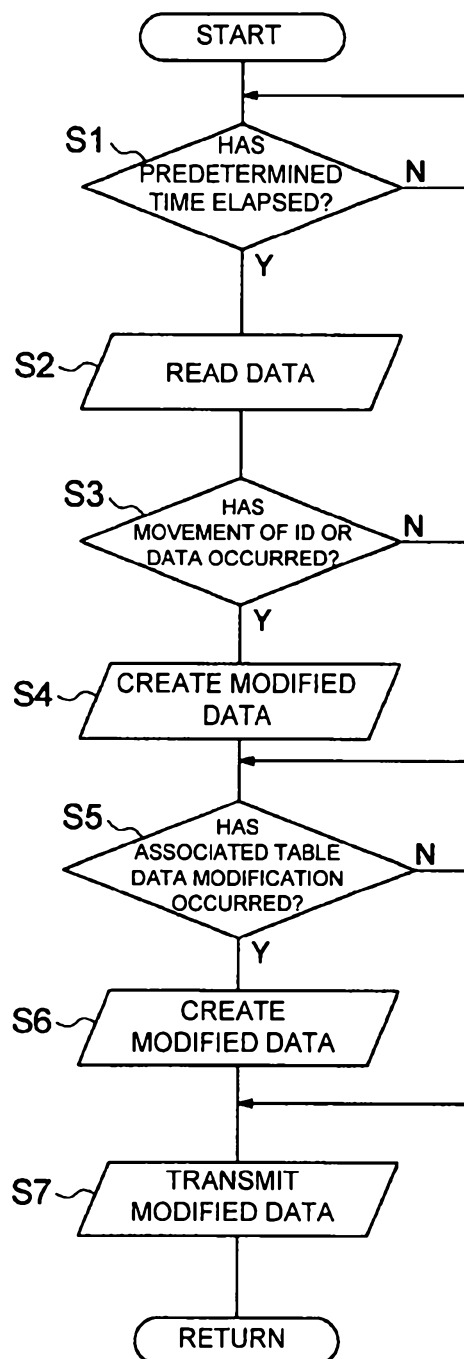 START
S1
HAS
PREDETERMINED
TIME ELAPSED?
N
Y
S2
READ DATA
S3
HAS
MOVEMENT OF ID OR
DATA OCCURRED?
N
Y
S4
CREATE MODIFIED
DATA
S5
HAS
ASSOCIATED TABLE
DATA MODIFICATION
OCCURRED?
N
Y
S6
CREATE
MODIFIED DATA
S7
TRANSMIT
MODIFIED DATA
RETURN